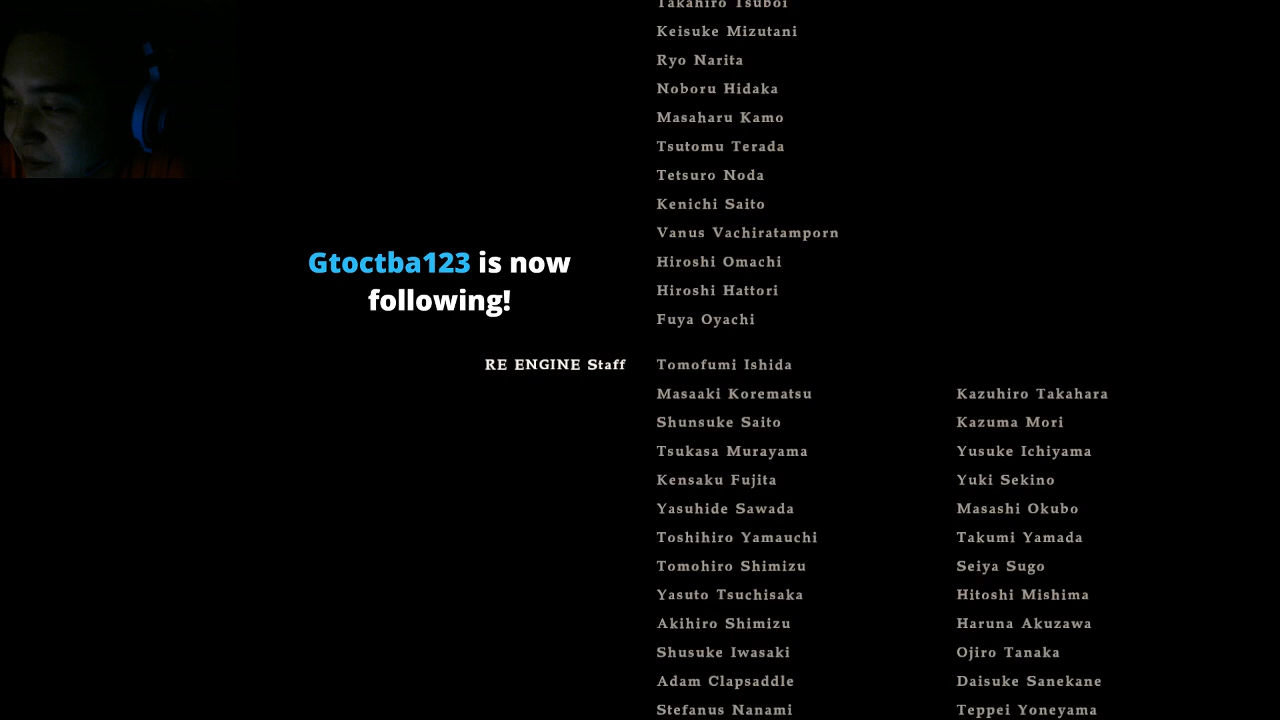 Takahiro Tsuboi
Keisuke Mizutani
Ryo Narita
Noboru Hidaka
Masaharu Kamo
Tsutomu Terada
Tetsuro Noda
Kenichi Saito
Vanus Vachiratamporn
Hiroshi Omachi
Hiroshi Hattori
Fuya Oyachi
Gtoctba123 is now
following!
RE ENGINE Staff Tomofumi Ishida
Masaaki Korematsu Kazuhiro Takahara
Shunsuke Saito Kazuma Mori
Tsukasa Murayama Yusuke Ichiyama
Kensaku Fujita Yuki Sekino
Yasuhide Sawada Masashi Okubo
Toshihiro Yamauchi Takumi Yamada
Tomohiro Shimizu Seiya Sugo
Yasuto Tsuchisaka Hitoshi Mishima
Akihiro Shimizu Haruna Akuzawa
Shusuke Iwasaki Ojiro Tanaka
Adam Clapsaddle Daisuke Sanekane
Stefanus Nanami Teppei Yoneyama